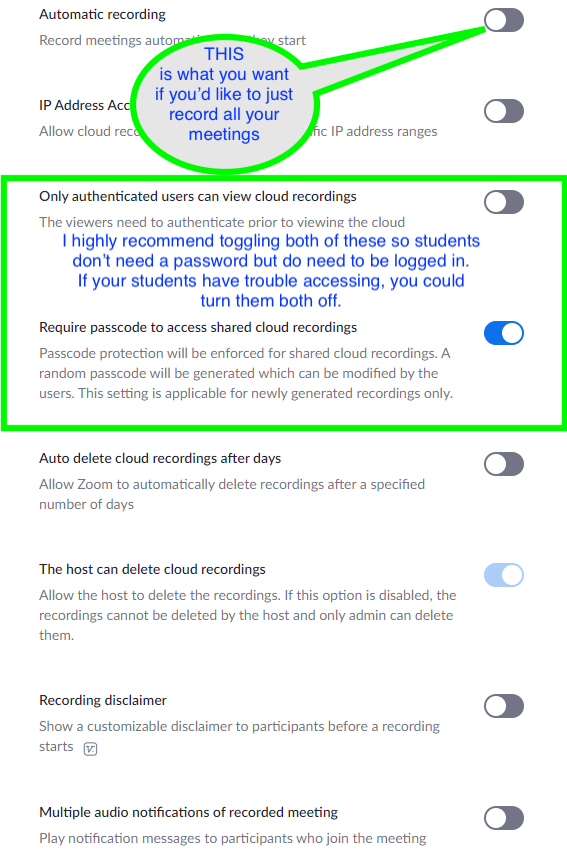 Automatic recording
Record meetings automati they start
THIS
is what you want
if you'd like to just
record all your
meetings
IP Address Acc
Allow cloud reco fic IP address ranges
Only authenticated users can view cloud recordings
The viewers need to authenticate prior to viewing the cloud
I highly recommend toggling both of these so students
don't need a password but do need to be logged in.
If your students have trouble accessing, you could
turn them both off.
Require passcode to access shared cloud recordings
Passcode protection will be enforced for shared cloud recordings. A
random passcode will be generated which can be modified by the
users. This setting is applicable for newly generated recordings only.
Auto delete cloud recordings after days
Allow Zoom to automatically delete recordings after a specified
number of days
The host can delete cloud recordings
Allow the host to delete the recordings. If this option is disabled, the
recordings cannot be deleted by the host and only admin can delete
them.
Recording disclaimer
Show a customizable disclaimer to participants before a recording
starts
Multiple audio notifications of recorded meeting
Play notification messages to participants who join the meeting